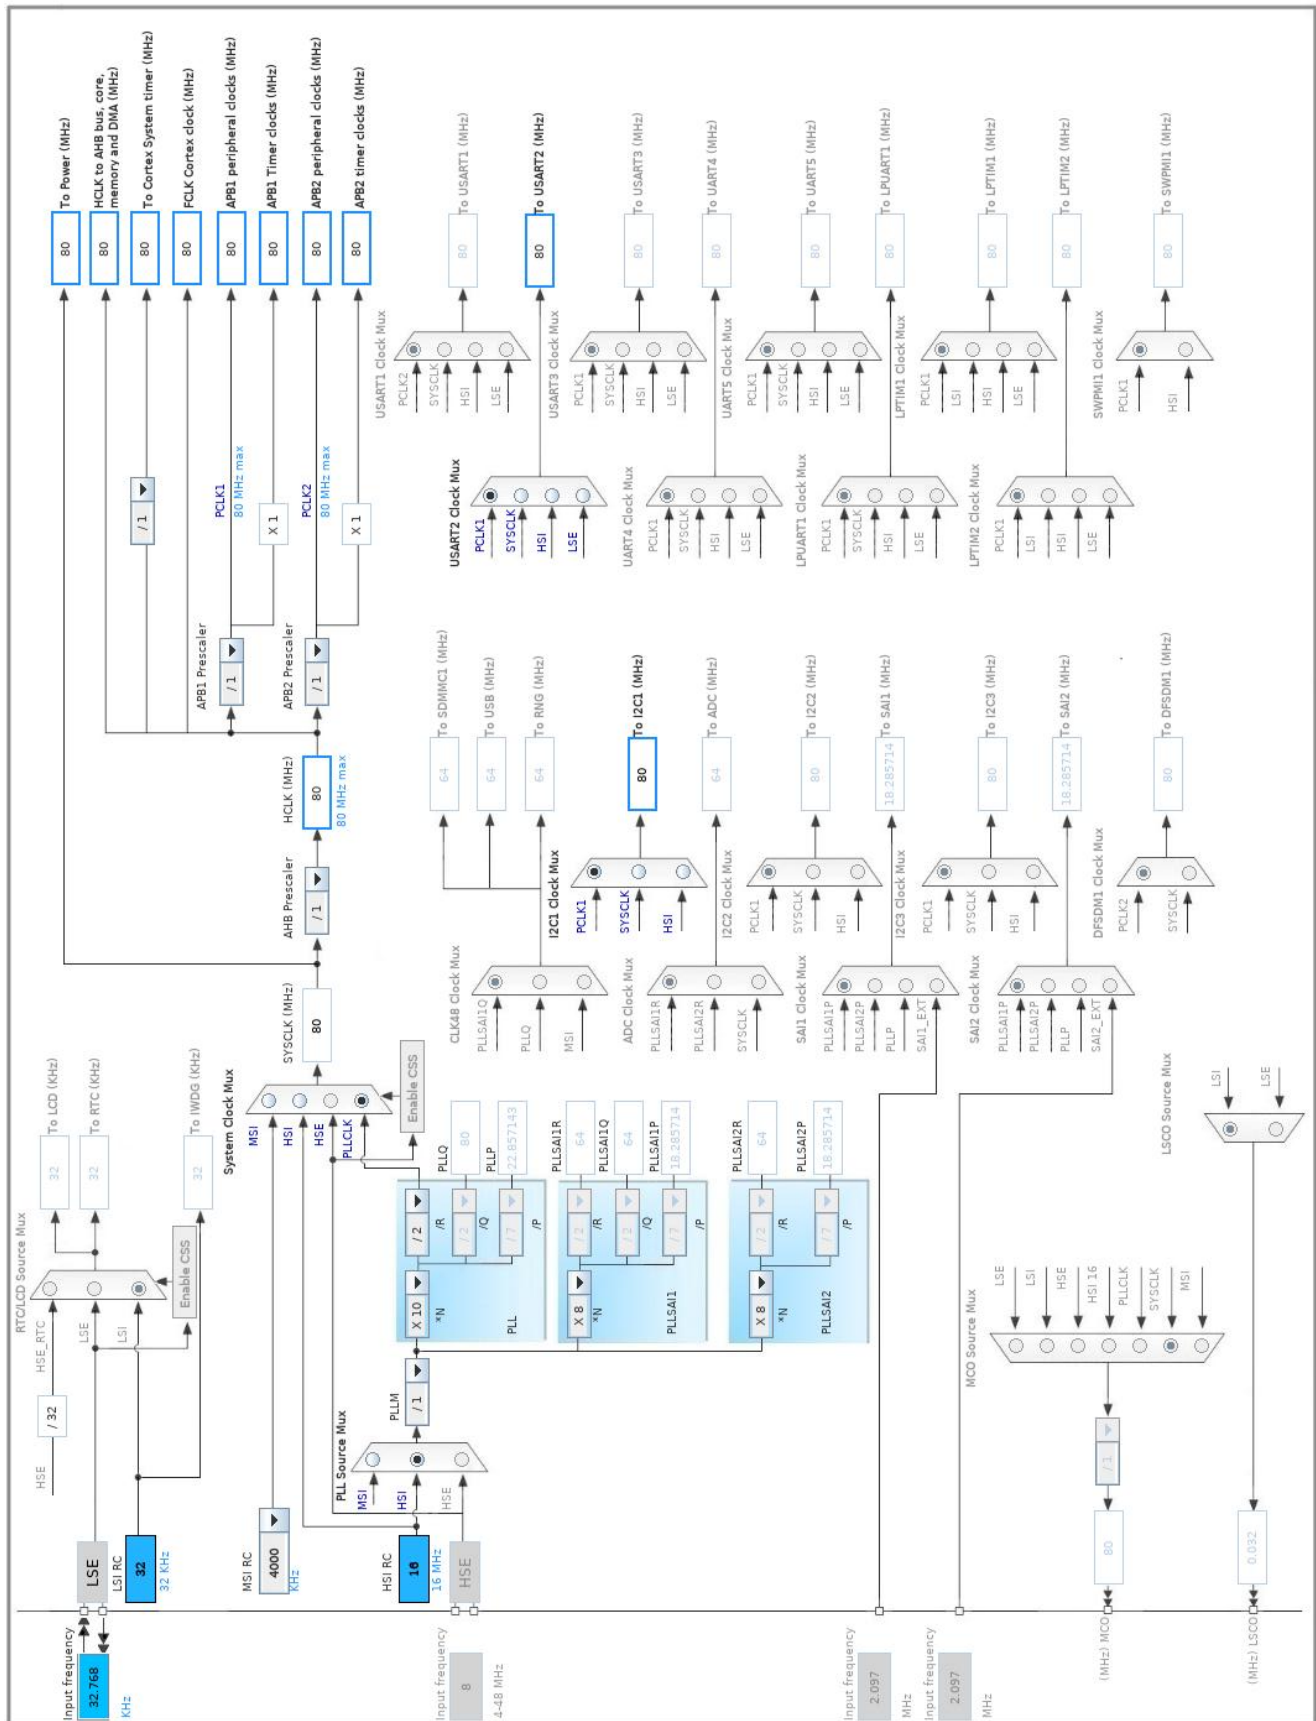 Input frequency
32.768
KHz
LSE
LSI RC
32
32 KHz
HSE
/ 32
HSE_RTC
LSE
LSI
RTC/LCD Source Mux
Enable CSS
32
To LCD (KHz)
32
To RTC (KHz)
32
To IWDG (KHz)
MSI RC
4000
KHz
HSI RC
16
16 MHz
Input frequency
8
4-48 MHz
HSE
PLL Source Mux
MSI
HSI
HSE
PLLM
/ 1
X 10
*N
PLL
/ 2
/R
/ 2
/Q
/ 7
/P
PLLQ
80
PLLP
22.857143
X 8
*N
PLLSAI1
/ 2
/R
/ 2
/Q
/ 7
/P
PLLSAI1R
64
PLLSAI1Q
64
PLLSAI1P
18.285714
X 8
*N
PLLSAI2
/ 2
/R
/ 7
/P
PLLSAI2R
64
PLLSAI2P
18.285714
System Clock Mux
MSI
HSI
HSE
PLLCLK
Enable CSS
SYSCLK (MHz)
80
AHB Prescaler
/ 1
HCLK (MHz)
80
80 MHz max
APB1 Prescaler
/ 1
APB2 Prescaler
/ 1
/ 1
PCLK1
80 MHz max
X 1
PCLK2
80 MHz max
X 1
80
To Power (MHz)
80
HCLK to AHB bus, core,
memory and DMA (MHz)
80
To Cortex System timer (MHz)
80
FCLK Cortex clock (MHz)
80
APB1 peripheral clocks (MHz)
80
APB1 Timer clocks (MHz)
80
APB2 peripheral clocks (MHz)
80
APB2 timer clocks (MHz)
CLK48 Clock Mux
PLLSAI1Q
PLLQ
MSI
64
To SDMMC1 (MHz)
64
To USB (MHz)
64
To RNG (MHz)
I2C1 Clock Mux
PCLK1
SYSCLK
HSI
80
To I2C1 (MHz)
ADC Clock Mux
PLLSAI1R
PLLSAI2R
SYSCLK
64
To ADC (MHz)
I2C2 Clock Mux
PCLK1
SYSCLK
HSI
80
To I2C2 (MHz)
SAI1 Clock Mux
PLLSAI1P
PLLSAI2P
PLLP
SAI1_EXT
18.285714
To SAI1 (MHz)
I2C3 Clock Mux
PCLK1
SYSCLK
HSI
80
To I2C3 (MHz)
SAI2 Clock Mux
PLLSAI1P
PLLSAI2P
PLLP
SAI2_EXT
18.285714
To SAI2 (MHz)
DFSDM1 Clock Mux
PCLK2
SYSCLK
80
To DFSDM1 (MHz)
USART1 Clock Mux
PCLK2
SYSCLK
HSI
LSE
80
To USART1 (MHz)
USART2 Clock Mux
PCLK1
SYSCLK
HSI
LSE
80
To USART2 (MHz)
USART3 Clock Mux
PCLK1
SYSCLK
HSI
LSE
80
To USART3 (MHz)
UART4 Clock Mux
PCLK1
SYSCLK
HSI
LSE
80
To UART4 (MHz)
UART5 Clock Mux
PCLK1
SYSCLK
HSI
LSE
80
To UART5 (MHz)
LPUART1 Clock Mux
PCLK1
SYSCLK
HSI
LSE
80
To LPUART1 (MHz)
LPTIM1 Clock Mux
PCLK1
LSI
HSI
LSE
80
To LPTIM1 (MHz)
LPTIM2 Clock Mux
PCLK1
LSI
HSI
LSE
80
To LPTIM2 (MHz)
SWPMI1 Clock Mux
PCLK1
HSI
80
To SWPMI1 (MHz)
Input frequency
2.097
MHz
2.097
MHz
MCO Source Mux
LSE
LSI
HSE
HSI 16
PLLCLK
SYSCLK
MSI
/ 1
80
(MHz) MCO
LSCO Source Mux
LSI
LSE
0.032
(MHz) LSCO